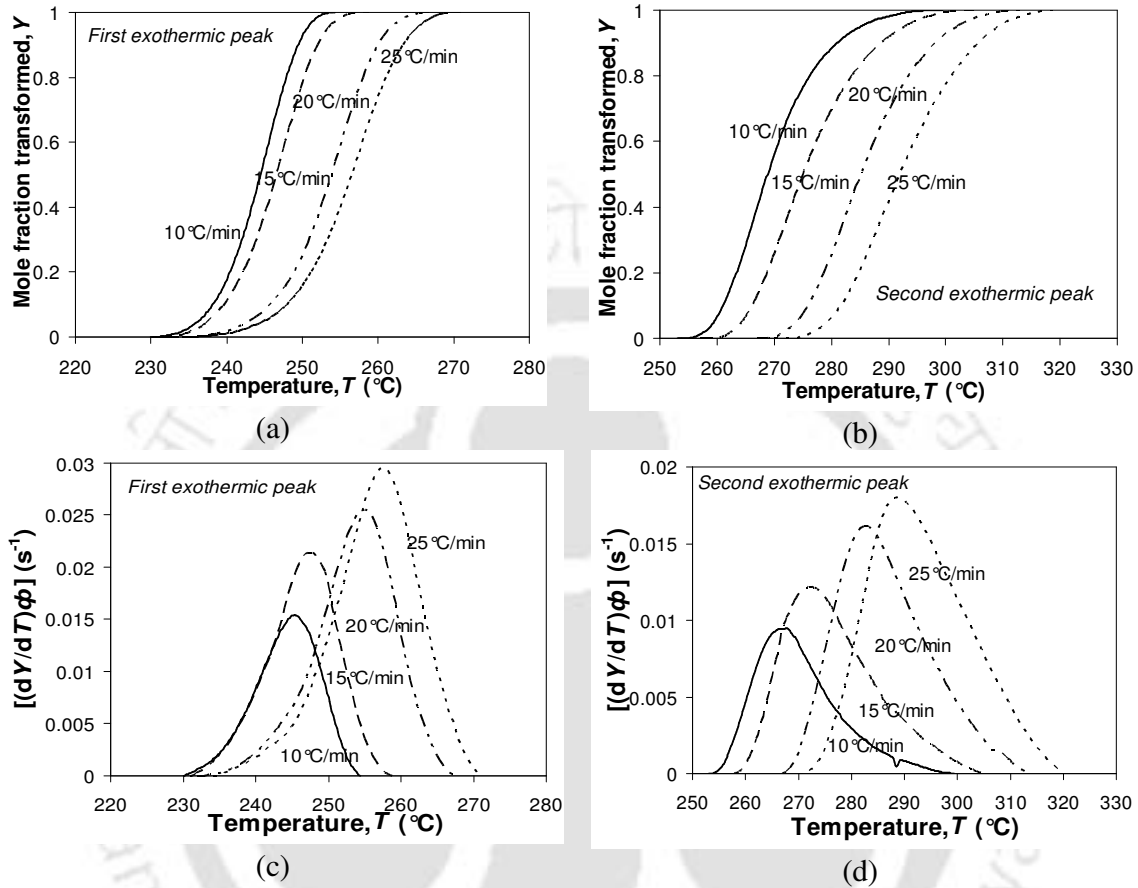 First exothermic peak
Mole fraction transformed, Y
1
0.8
0.6
0.4
0.2
0
25°C/min
20°C/min
15°C/min
10°C/min
220 230 240 250 260 270 280
Temperature, T (°C)
(a)
Mole fraction transformed, Y
1
0.8
0.6
0.4
0.2
0
20°C/min
10°C/min
15°C/min
25°C/min
Second exothermic peak
250 260 270 280 290 300 310 320 330
Temperature, T (°C)
(b)
First exothermic peak
[(dY/dT)ϕ] (s⁻¹)
0.03
0.025
0.02
0.015
0.01
0.005
0
25°C/min
20°C/min
15°C/min
10°C/min
220 230 240 250 260 270 280
Temperature, T (°C)
(c)
Second exothermic peak
[(dY/dT)ϕ] (s⁻¹)
0.02
0.015
0.01
0.005
0
25°C/min
20°C/min
15°C/min
10°C/min
250 260 270 280 290 300 310 320 330
Temperature, T (°C)
(d)